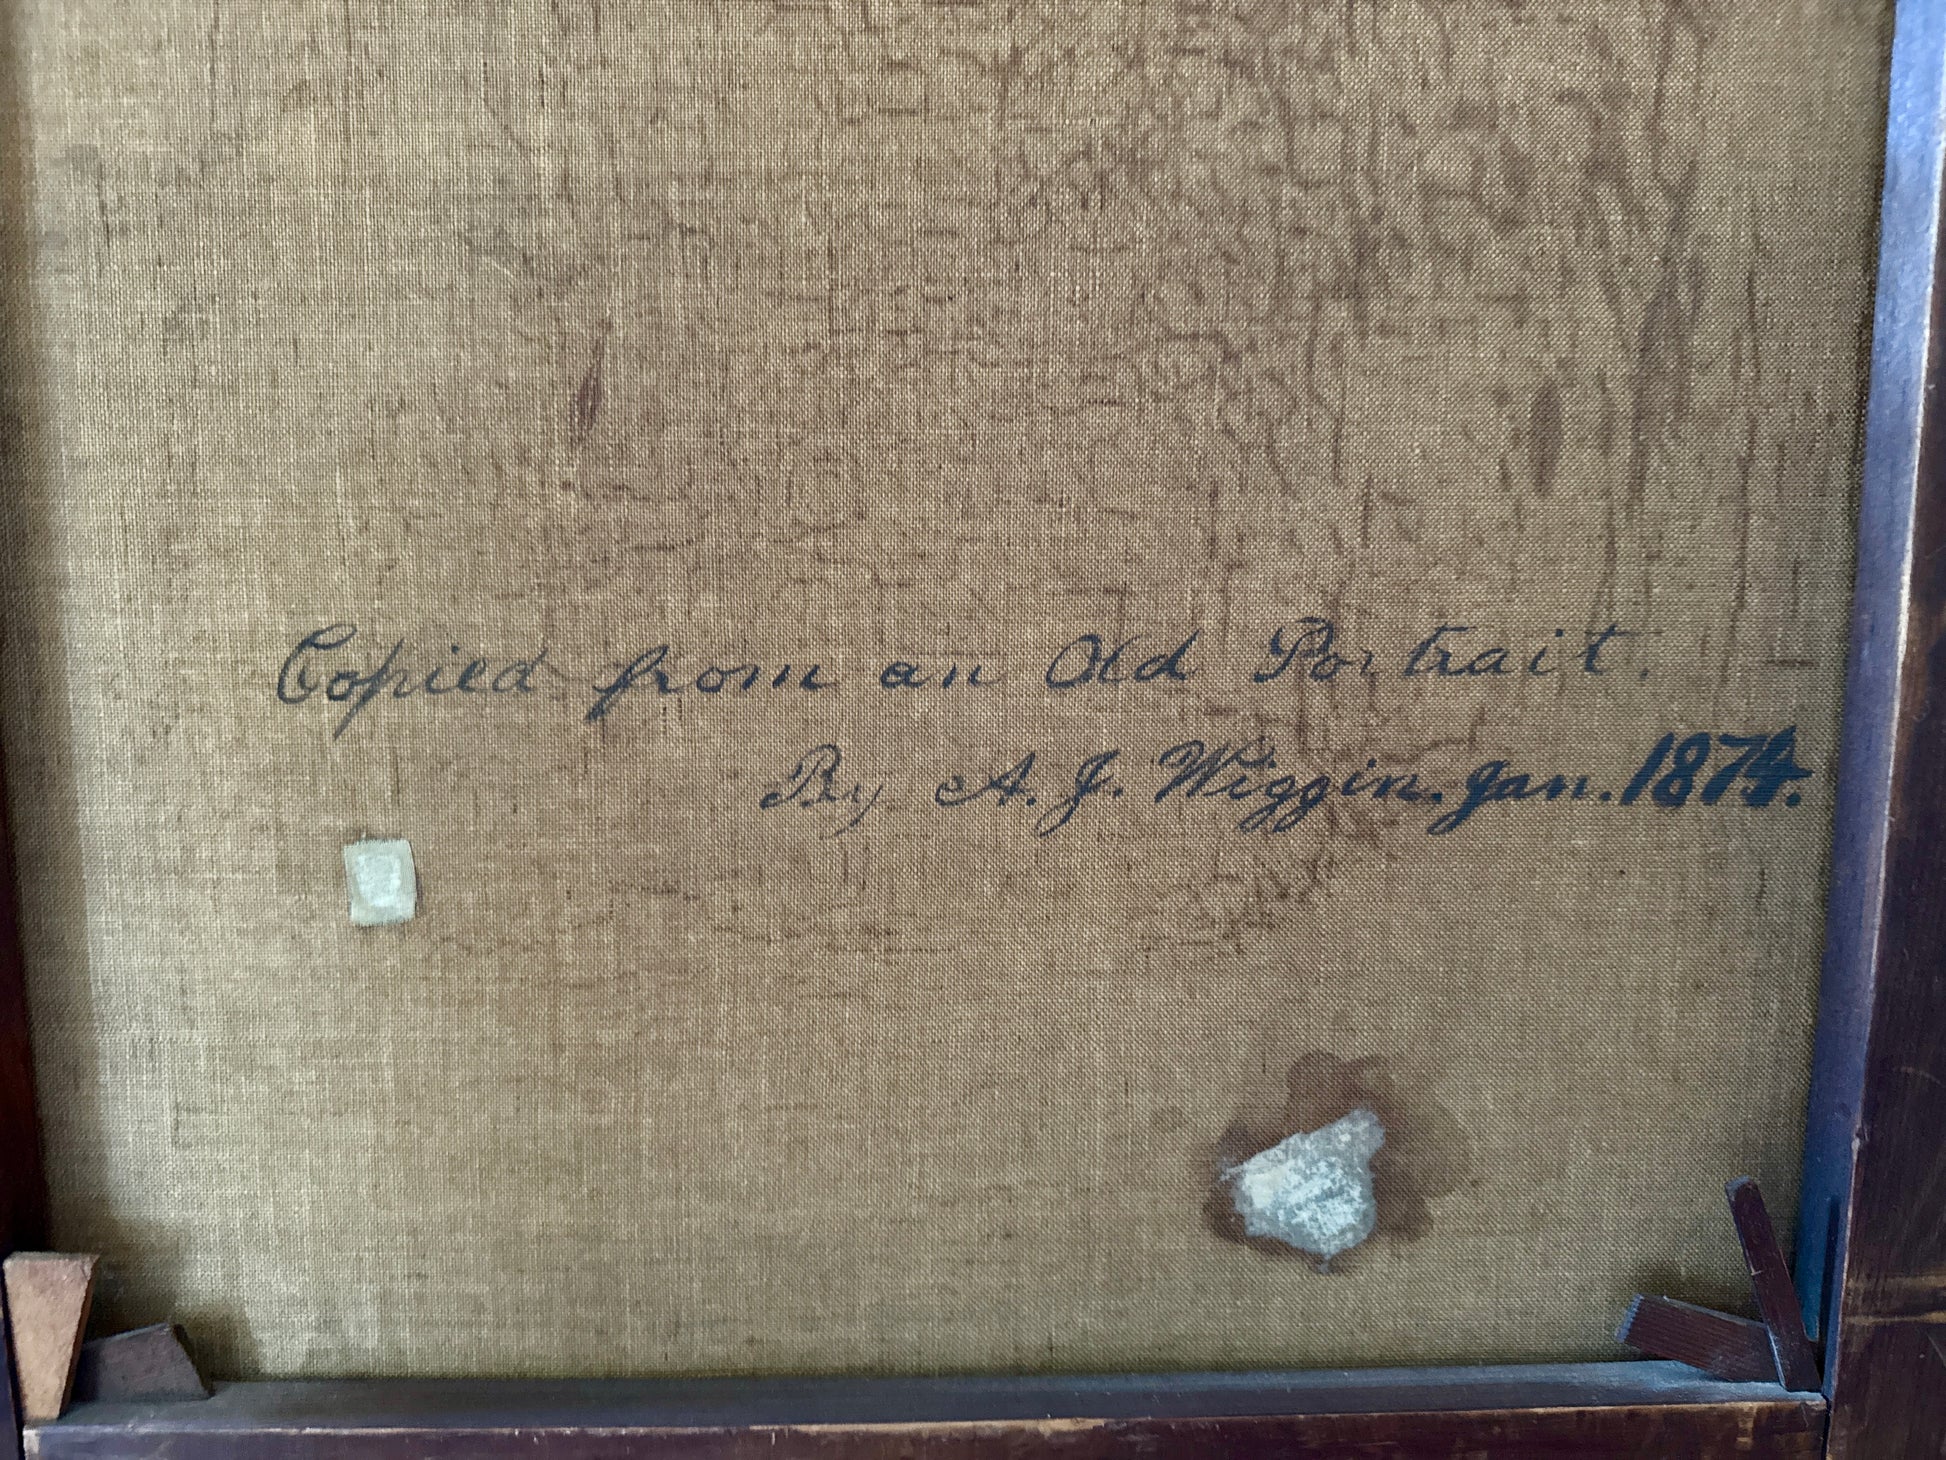 Copied from an Old Portrait.
By A. J. Wiggin. Jan. 1874.